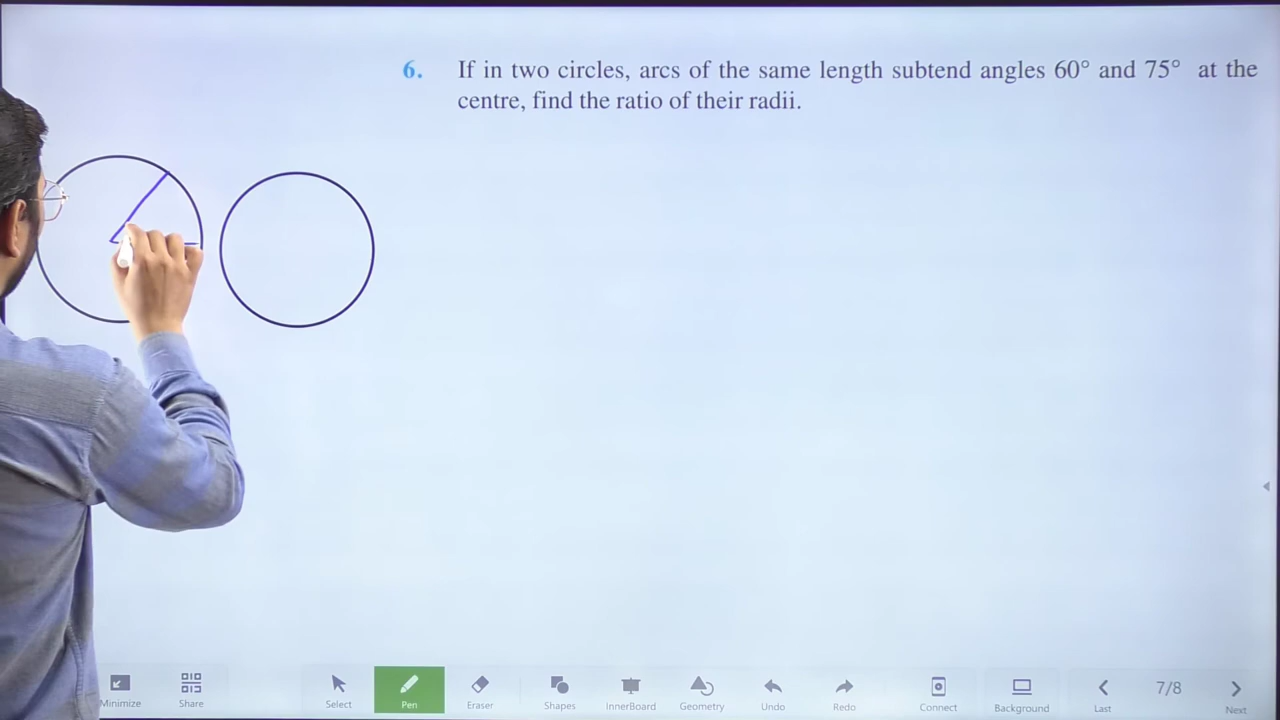 6. If in two circles, arcs of the same length subtend angles 60° and 75° at the
centre, find the ratio of their radii.
Minimize
Share
Select
Pen
Eraser
Shapes
InnerBoard
Geometry
Undo
Redo
Connect
Background
Last
7/8
Next